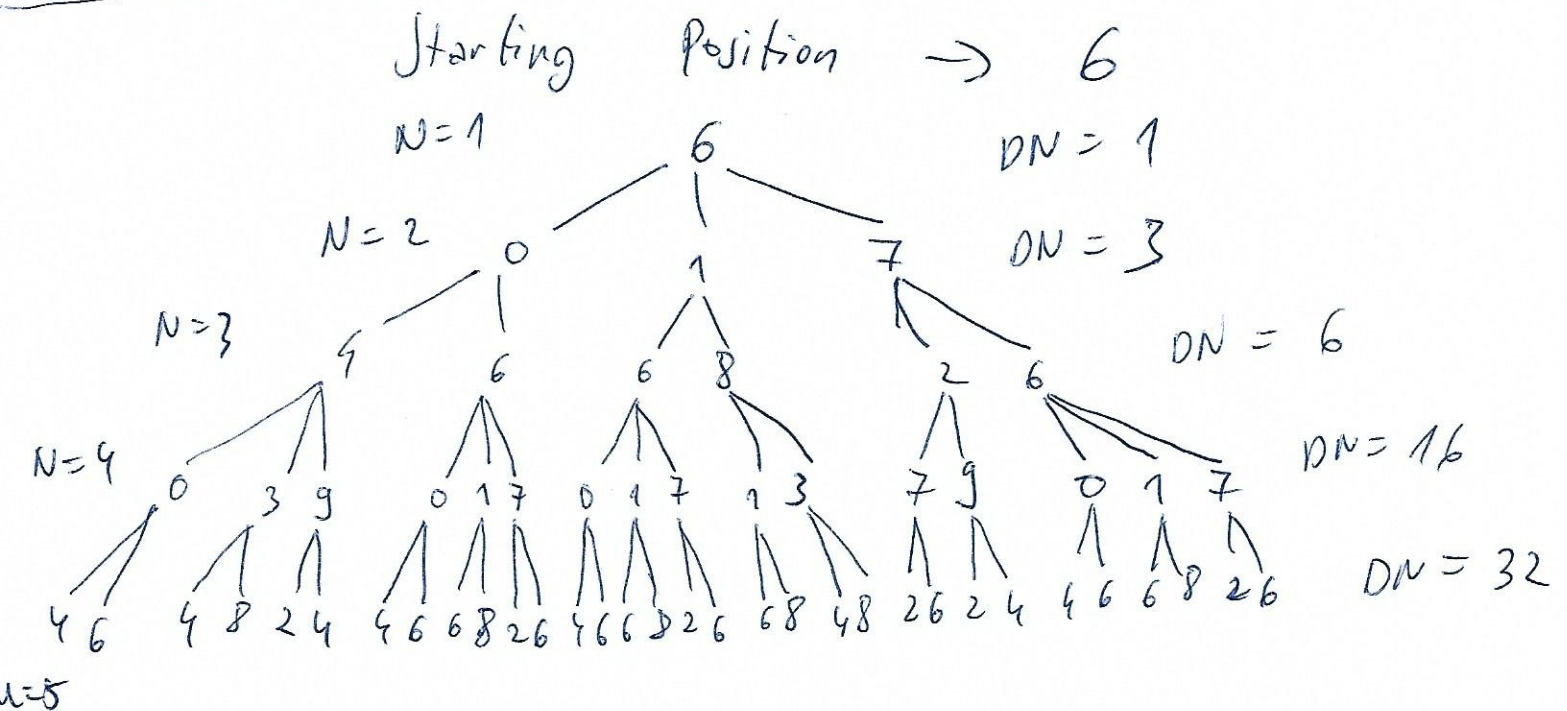 Starting Position → 6
N=1 6 DN = 1
N=2 0 1 7 DN = 3
N=3 4 6 6 8 2 6 DN = 6
N=4 0 3 9 0 1 7 0 1 7 1 3 7 9 0 1 7 DN= 16
4 6 4 8 2 4 4 6 6 8 2 6 4 6 6 8 2 6 6 8 4 8 2 6 2 4 4 6 6 8 2 6 DN = 32
N=5